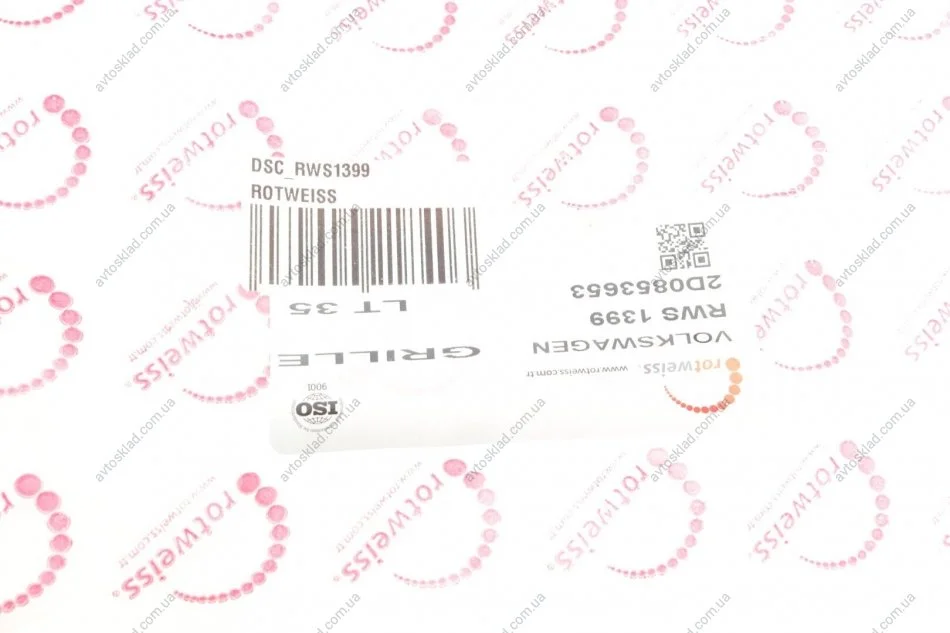 DSC_RWS1399
ROTWEISS
rotweiss
www.rotweiss.com.tr
VOLKSWAGEN
RWS 1399
2D0853653
ISO
9001
GRILLE
LT 35
avtosklad.com.ua